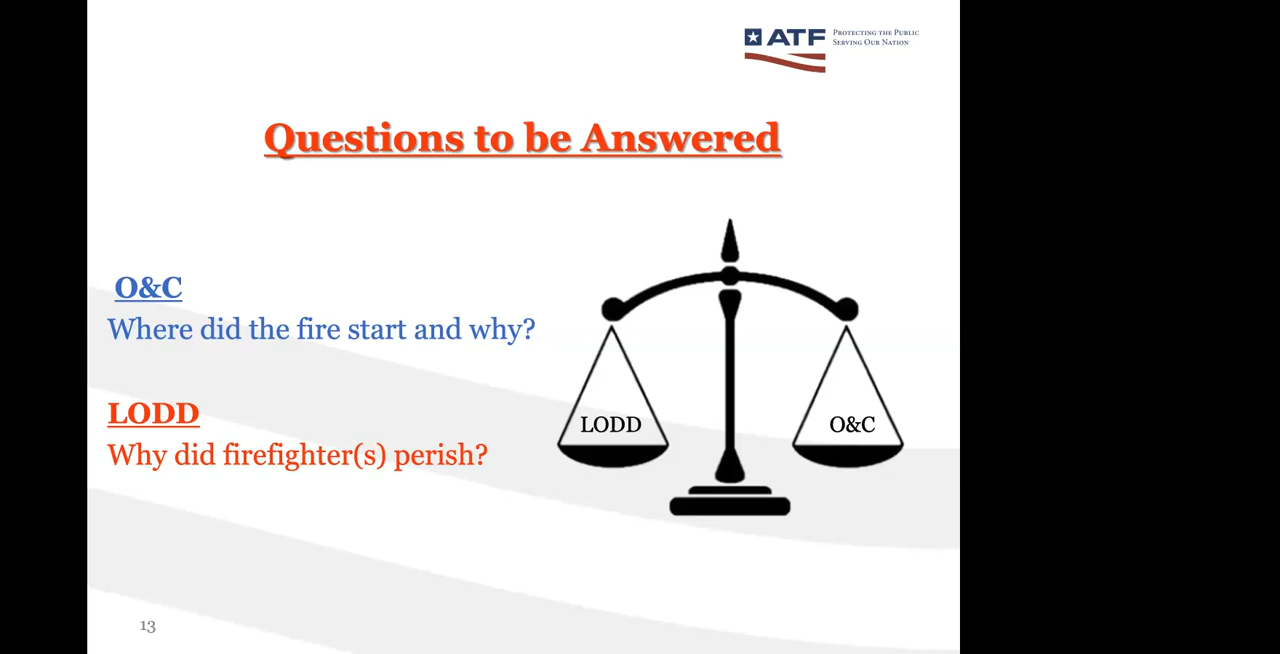 ATF
PROTECTING THE PUBLIC
SERVING OUR NATION
Questions to be Answered
O&C
Where did the fire start and why?
LODD
Why did firefighter(s) perish?
LODD
O&C
13